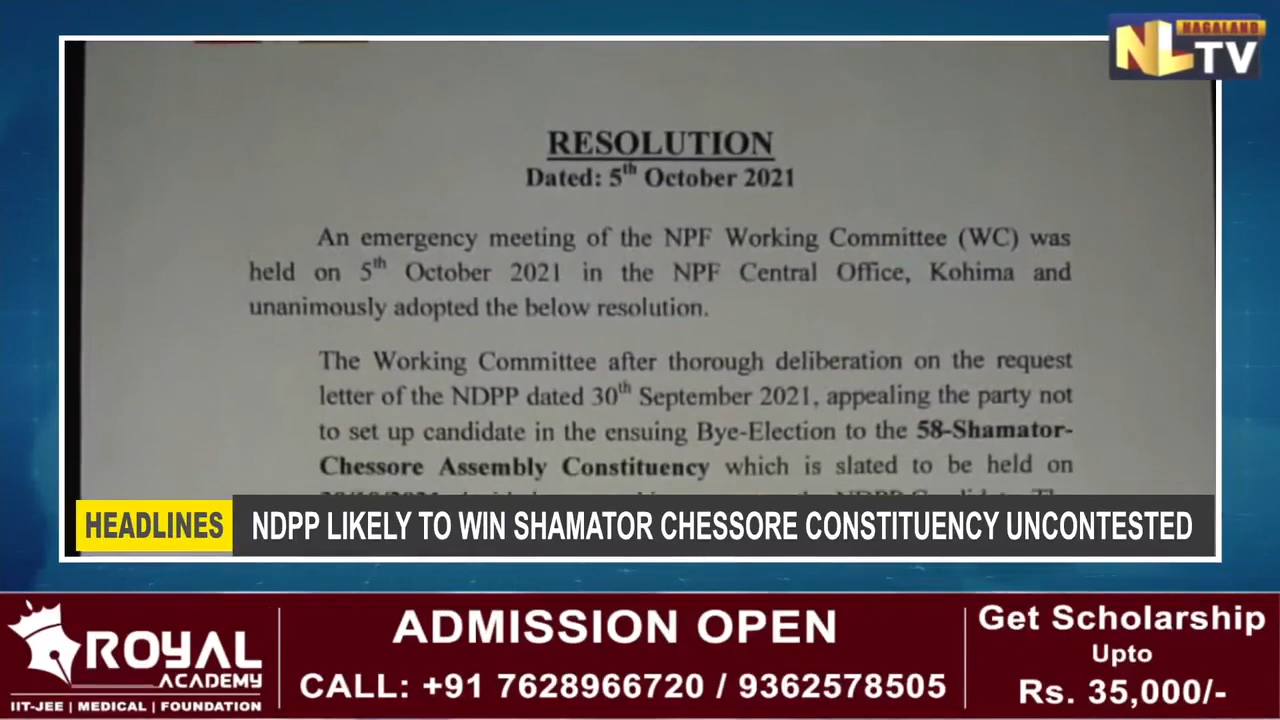 NAGALAND
NLTV
RESOLUTION
Dated: 5th October 2021
An emergency meeting of the NPF Working Committee (WC) was
held on 5th October 2021 in the NPF Central Office, Kohima and
unanimously adopted the below resolution.
The Working Committee after thorough deliberation on the request
letter of the NDPP dated 30th September 2021, appealing the party not
to set up candidate in the ensuing Bye-Election to the 58-Shamator-
Chessore Assembly Constituency which is slated to be held on
HEADLINES NDPP LIKELY TO WIN SHAMATOR CHESSORE CONSTITUENCY UNCONTESTED
ROYAL
ACADEMY
IIT-JEE | MEDICAL | FOUNDATION
ADMISSION OPEN
CALL: +91 7628966720 / 9362578505
Get Scholarship
Upto
Rs. 35,000/-